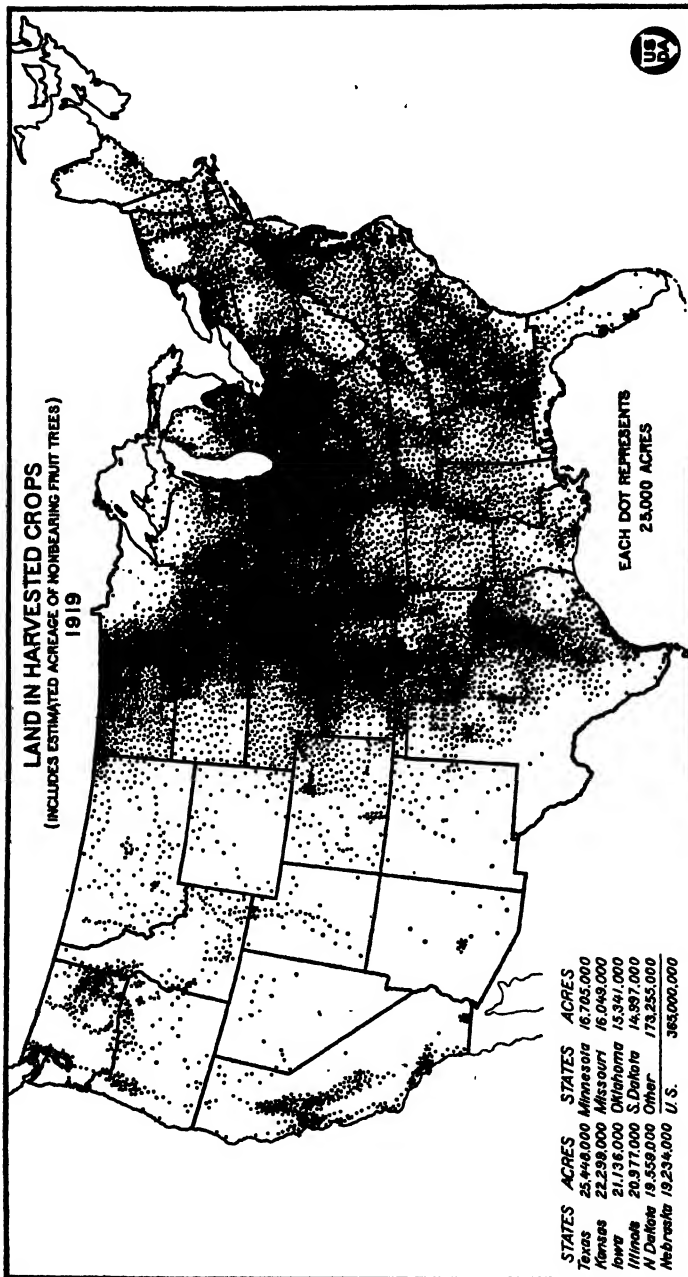 LAND IN HARVESTED CROPS
(INCLUDES ESTIMATED ACREAGE OF NONBEARING FRUIT TREES)
1919
EACH DOT REPRESENTS
25,000 ACRES
STATES ACRES STATES ACRES
Texas 25,448,000 Minnesota 16,705,000
Kansas 22,299,000 Missouri 16,049,000
Iowa 21,136,000 Oklahoma 15,341,000
Illinois 20,977,000 S. Dakota 14,997,000
N Dakota 19,559,000 Other 173,255,000
Nebraska 19,234,000 U.S. 365,000,000
US
DA